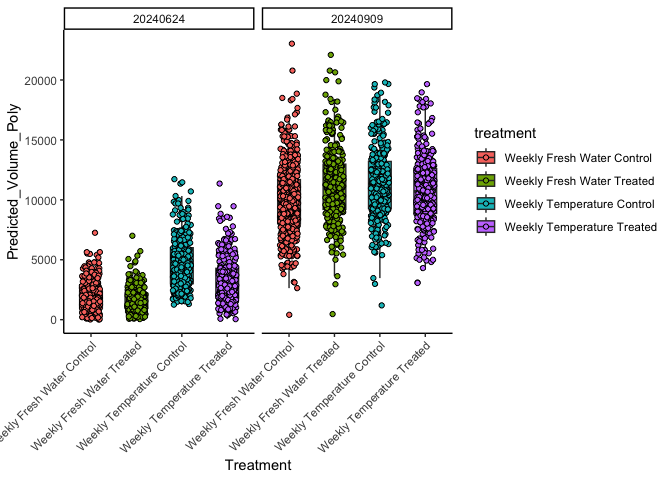 20240624
20240909
Predicted_Volume_Poly
20000
15000
10000
5000
0
treatment
Weekly Fresh Water Control
Weekly Fresh Water Treated
Weekly Temperature Control
Weekly Temperature Treated
Fresh Water Control
Weekly Fresh Water Treated
Weekly Temperature Control
Weekly Temperature Treated
Weekly Fresh Water Control
Weekly Fresh Water Treated
Weekly Temperature Control
Weekly Temperature Treated
Treatment